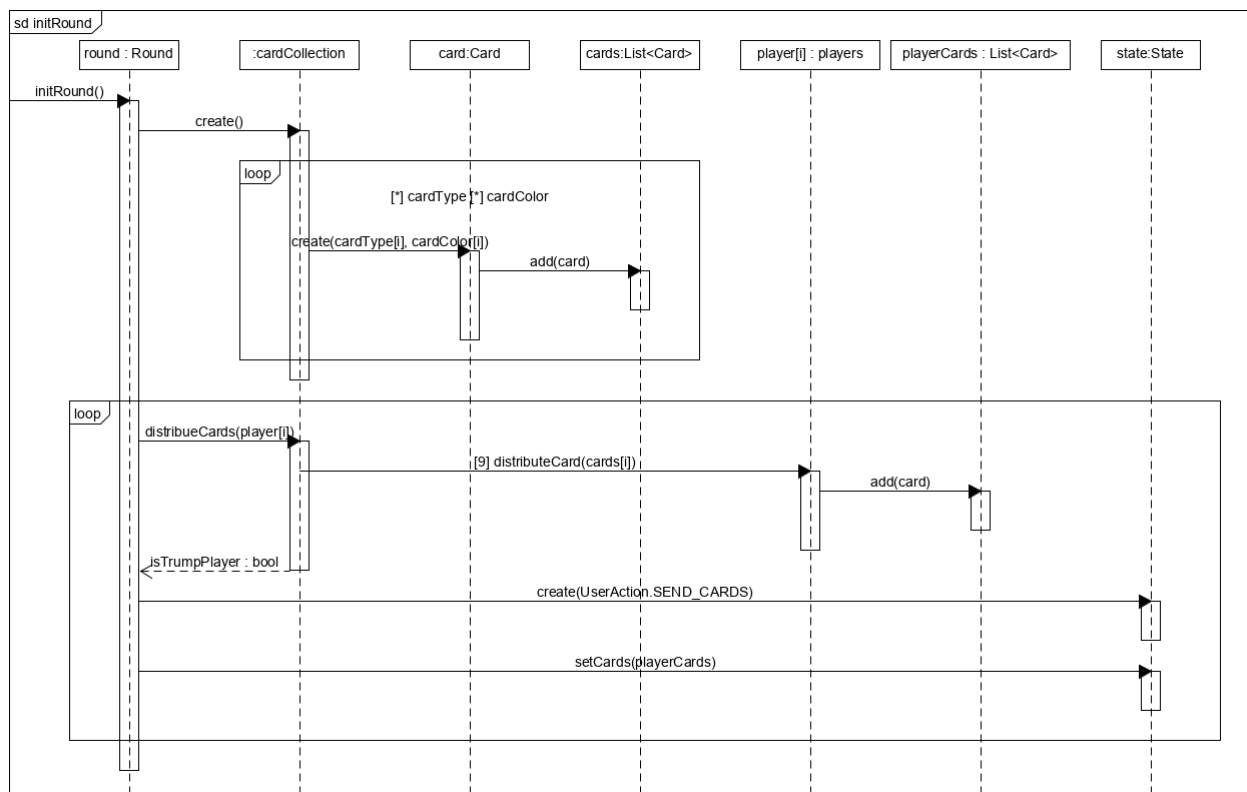 sd initRound
round : Round
:cardCollection
card:Card
cards:List<Card>
player[i] : players
playerCards : List<Card>
state:State
initRound()
create()
loop
[*] cardType [*] cardColor
create(cardType[i], cardColor[i])
add(card)
loop
distribueCards(player[i])
[9] distributeCard(cards[i])
add(card)
isTrumpPlayer : bool
create(UserAction.SEND_CARDS)
setCards(playerCards)